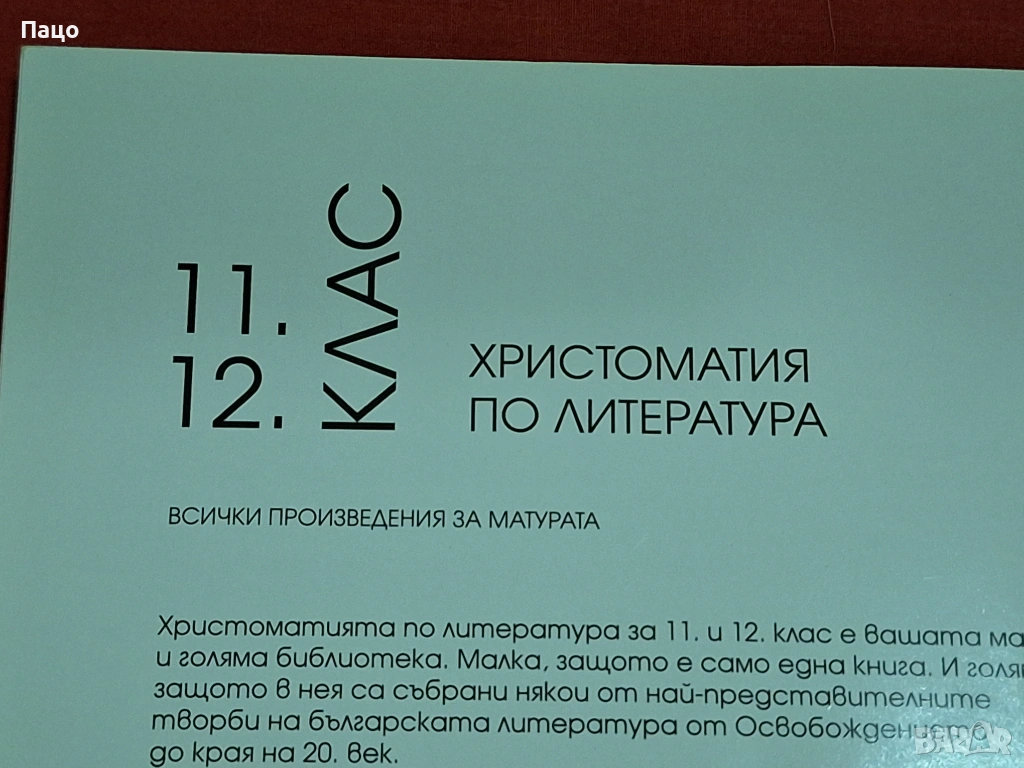 Пацо
11.
12.
КЛАС
ХРИСТОМАТИЯ
ПО ЛИТЕРАТУРА
ВСИЧКИ ПРОИЗВЕДЕНИЯ ЗА МАТУРАТА
Христоматията по литература за 11. и 12. клас е вашата ма
и голяма библиотека. Малка, защото е само една книга. И голям
защото в нея са събрани някои от най-представителните
творби на българската литература от Освобождението
до края на 20. век.
BAZAR